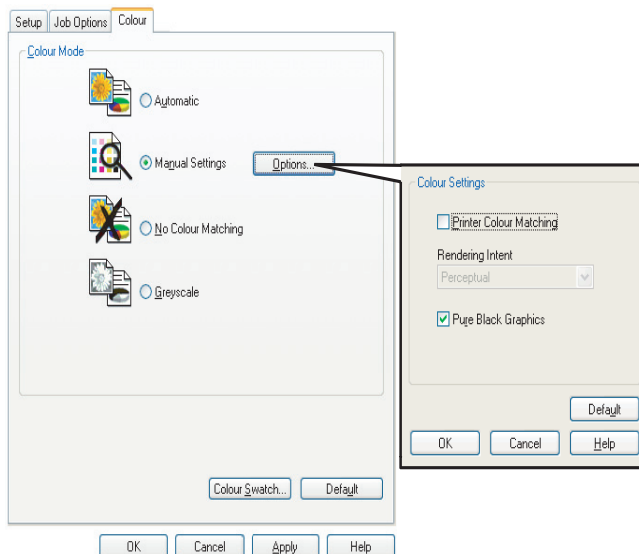 Setup Job Options Colour
Colour Mode
Automatic
Manual Settings Options...
No Colour Matching
Greyscale
Colour Swatch... Default
OK Cancel Apply Help
Colour Settings
Printer Colour Matching
Rendering Intent
Perceptual
Pure Black Graphics
Default
OK Cancel Help